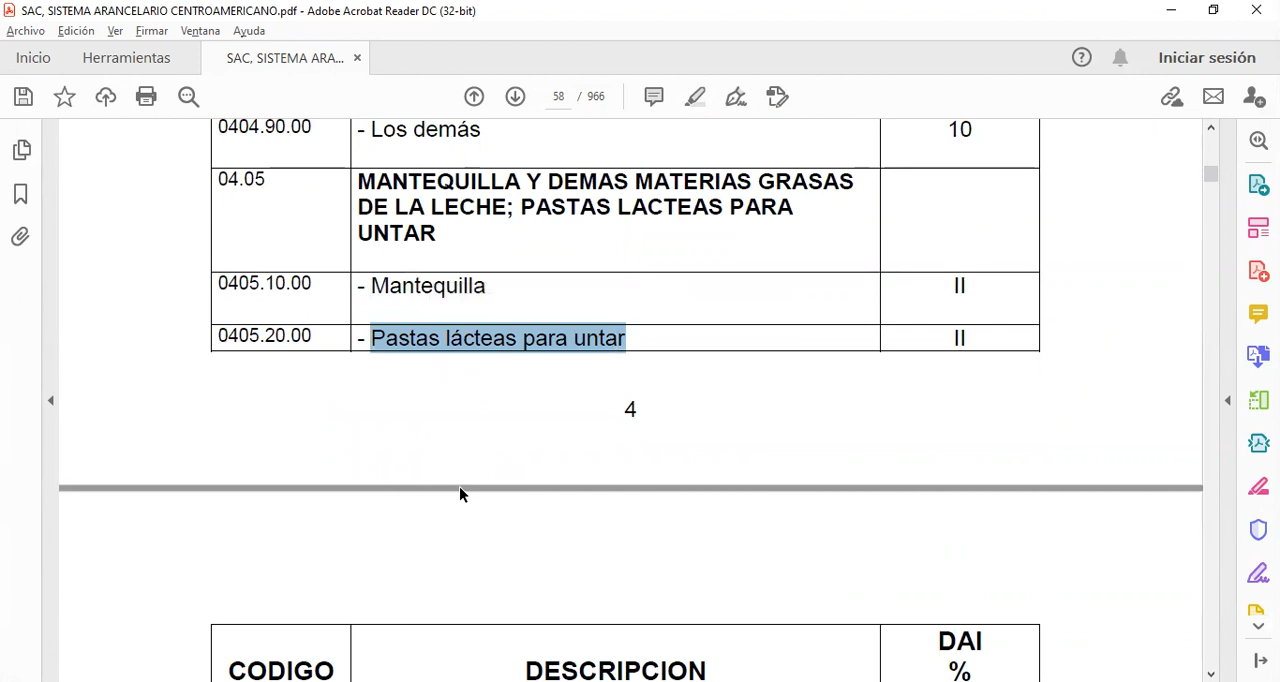 SAC, SISTEMA ARANCELARIO CENTROAMERICANO.pdf - Adobe Acrobat Reader DC (32-bit)
Archivo Edición Ver Firmar Ventana Ayuda
Inicio Herramientas SAC, SISTEMA ARA... × Iniciar sesión
58 / 966
0404.90.00 - Los demás 10
04.05 MANTEQUILLA Y DEMAS MATERIAS GRASAS
DE LA LECHE; PASTAS LACTEAS PARA
UNTAR
0405.10.00 - Mantequilla II
0405.20.00 - Pastas lácteas para untar II
4
DAI
CODIGO DESCRIPCION %